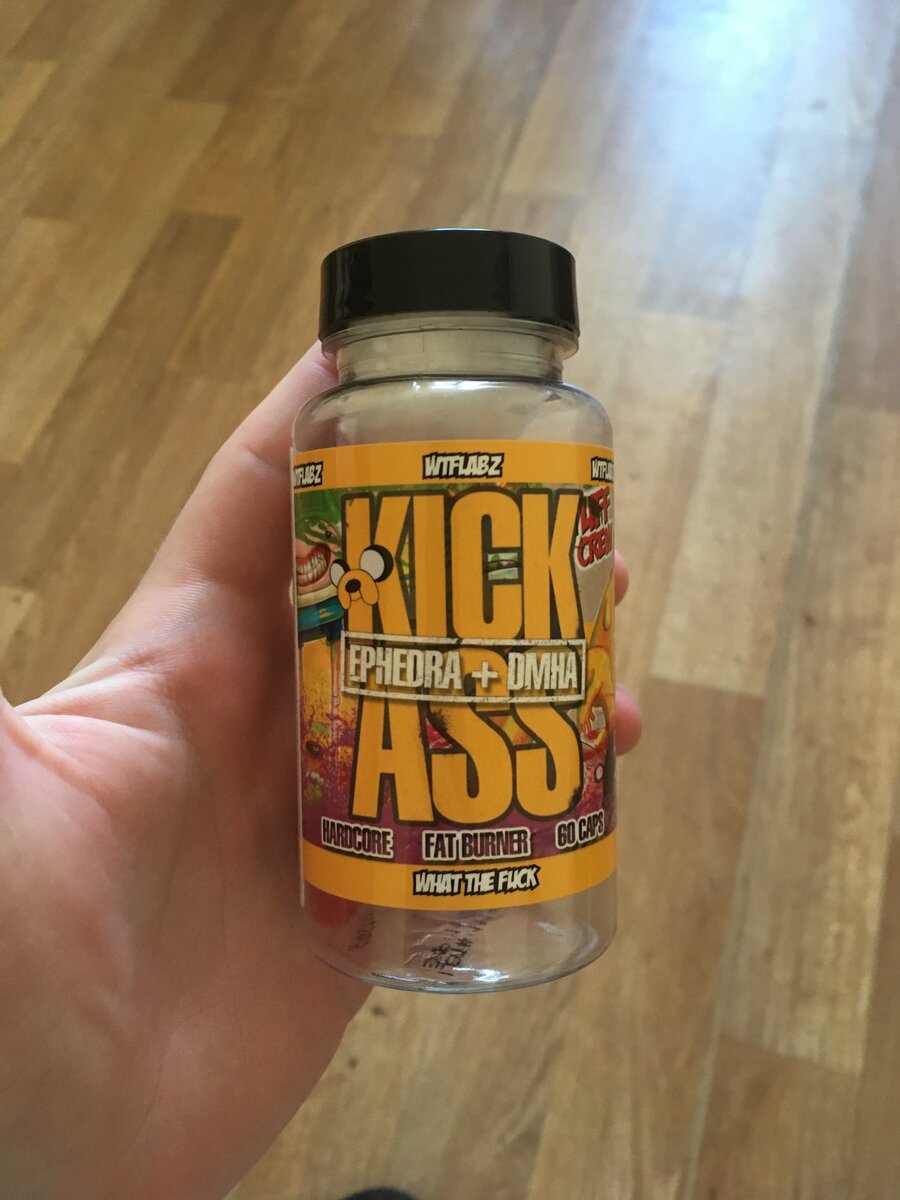 WTFLABZ
KICK
EPHEDRA + DMHA
ASS
HARDCORE FAT BURNER 60 CAPS
WHAT THE FUCK